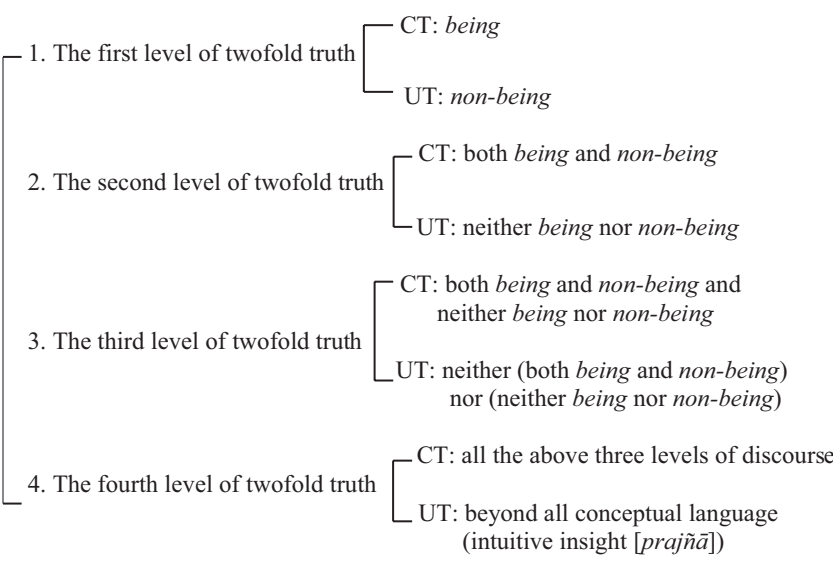 CT: being
1. The first level of twofold truth
UT: non-being
CT: both being and non-being
2. The second level of twofold truth
UT: neither being nor non-being
CT: both being and non-being and
neither being nor non-being
3. The third level of twofold truth
UT: neither (both being and non-being)
nor (neither being nor non-being)
CT: all the above three levels of discourse
4. The fourth level of twofold truth
UT: beyond all conceptual language
(intuitive insight [prajñā])